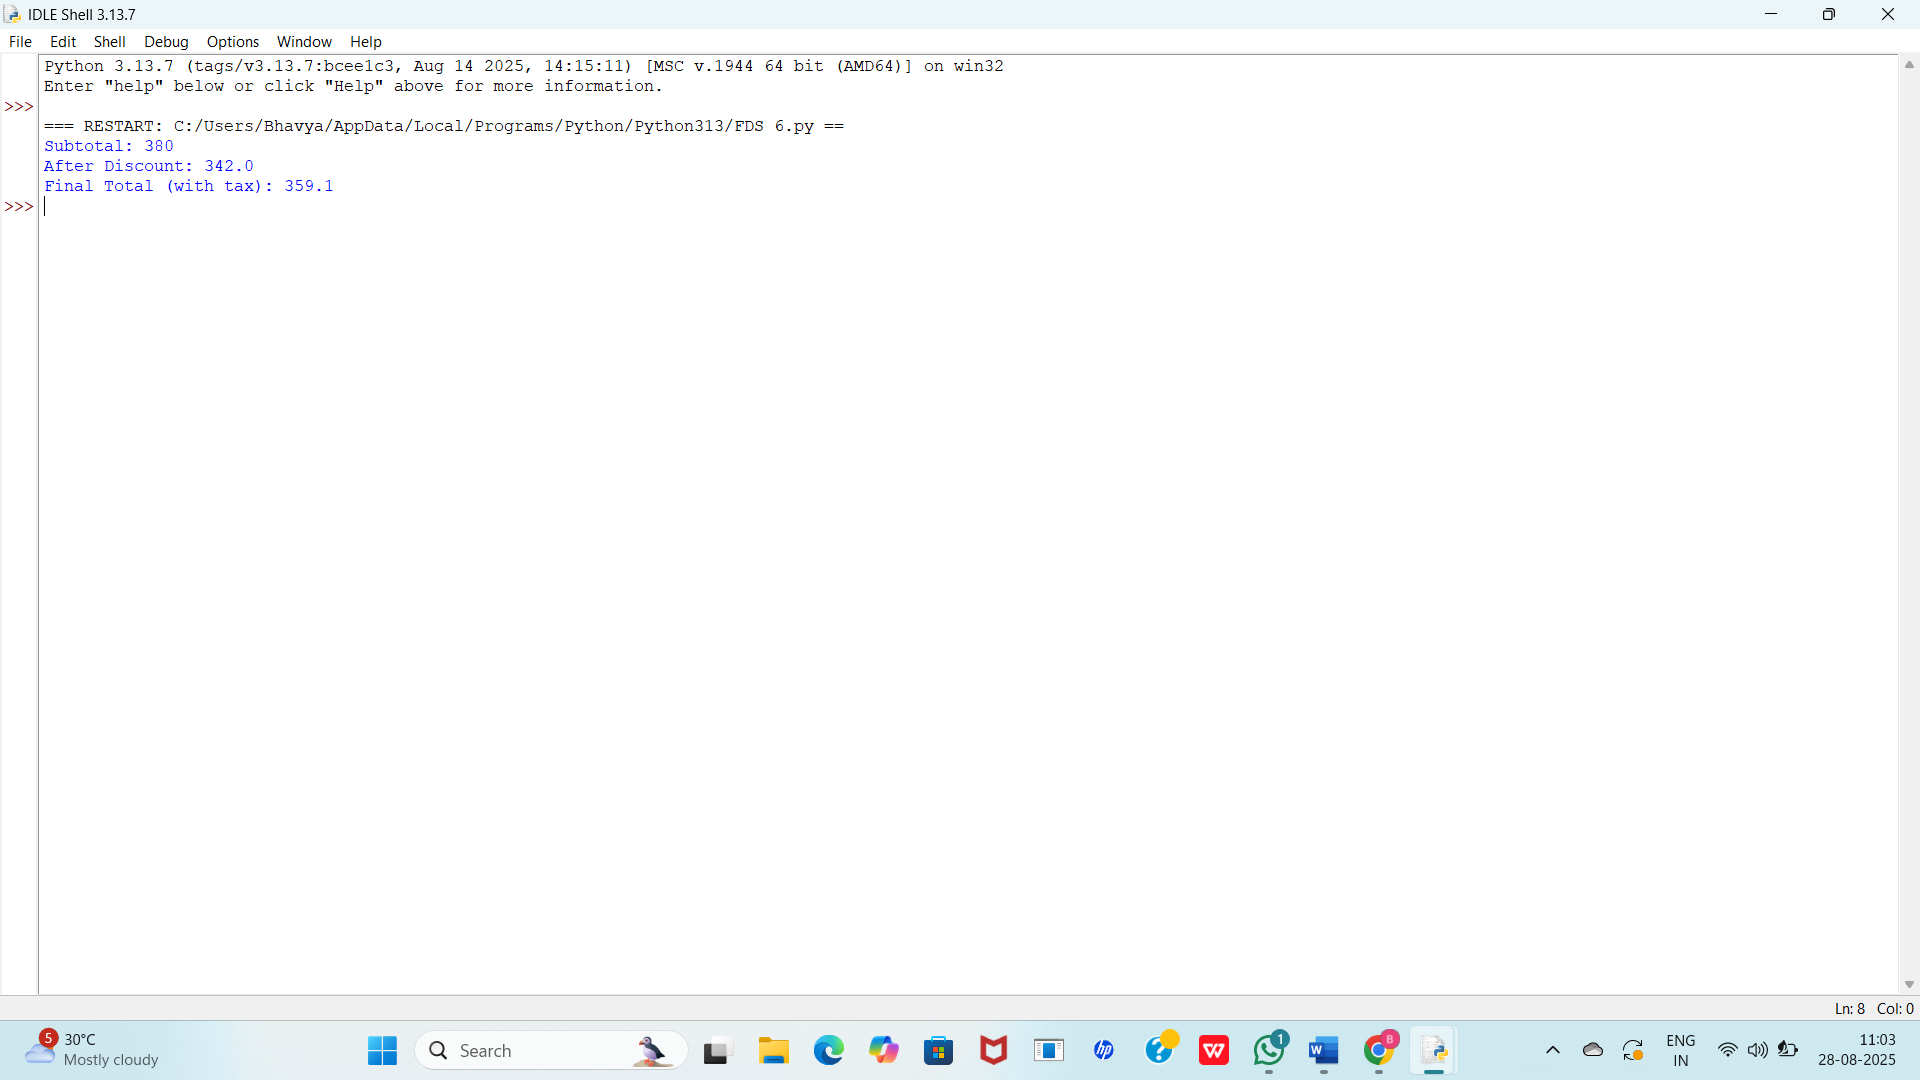 IDLE Shell 3.13.7
File Edit Shell Debug Options Window Help
Python 3.13.7 (tags/v3.13.7:bcee1c3, Aug 14 2025, 14:15:11) [MSC v.1944 64 bit (AMD64)] on win32
Enter "help" below or click "Help" above for more information.
>>>
=== RESTART: C:/Users/Bhavya/AppData/Local/Programs/Python/Python313/FDS 6.py ==
Subtotal: 380
After Discount: 342.0
Final Total (with tax): 359.1
>>>
Ln: 8 Col: 0
5
30°C
Mostly cloudy
Search
hp
?
W
1
W
B
ENG
IN
11:03
28-08-2025